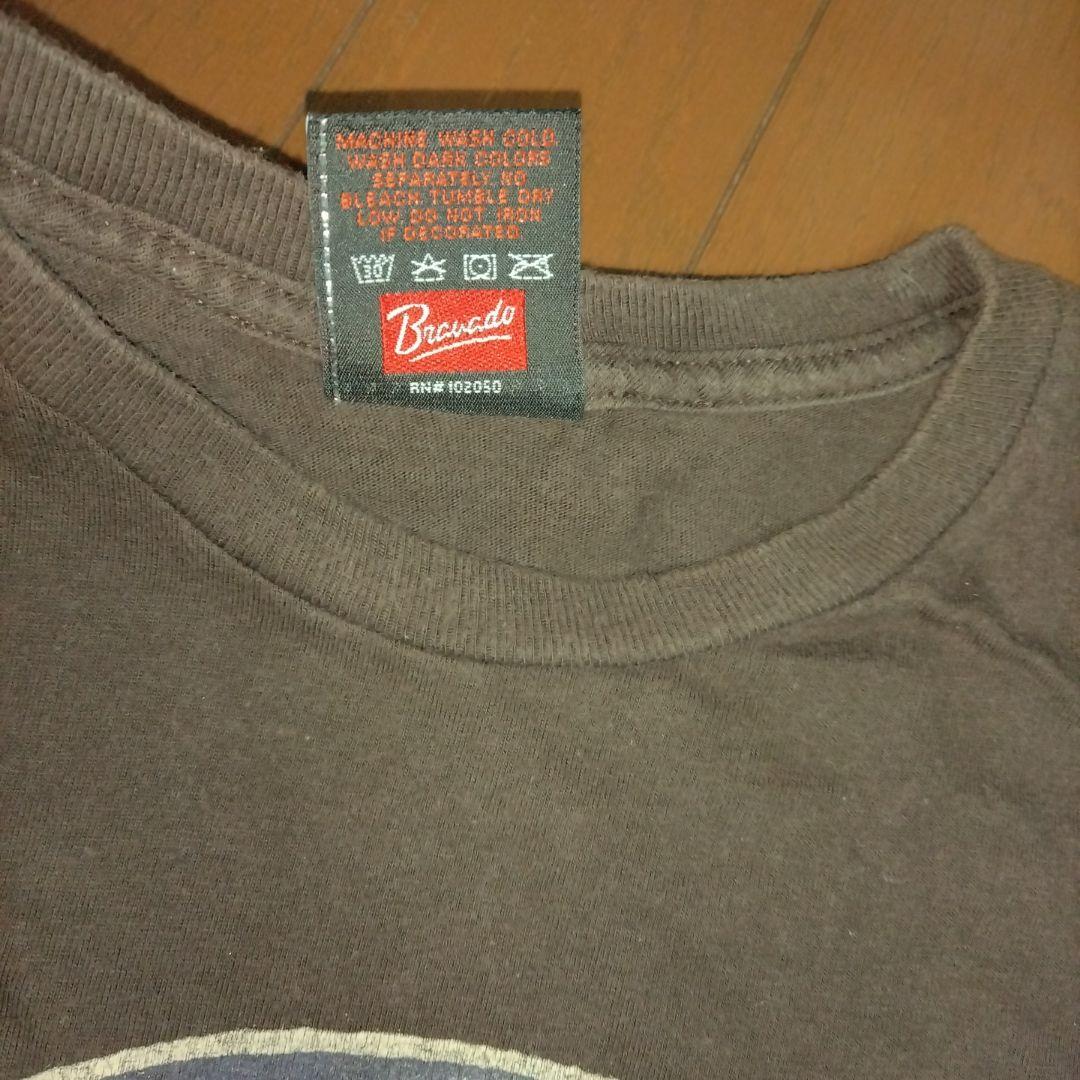 MACHINE WASH COLD.
WASH DARK COLORS
SEPARATELY. NO
BLEACH. TUMBLE DRY
LOW. DO NOT IRON
IF DECORATED.
30
Bravado
RN# 102050